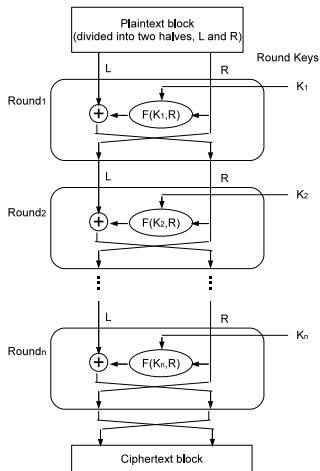 Plaintext block
(divided into two halves, L and R)
Round Keys
L
R
K1
Round1
+
F(K1,R)
L
R
K2
Round2
+
F(K2,R)
L
R
Kn
Roundn
+
F(Kn,R)
Ciphertext block